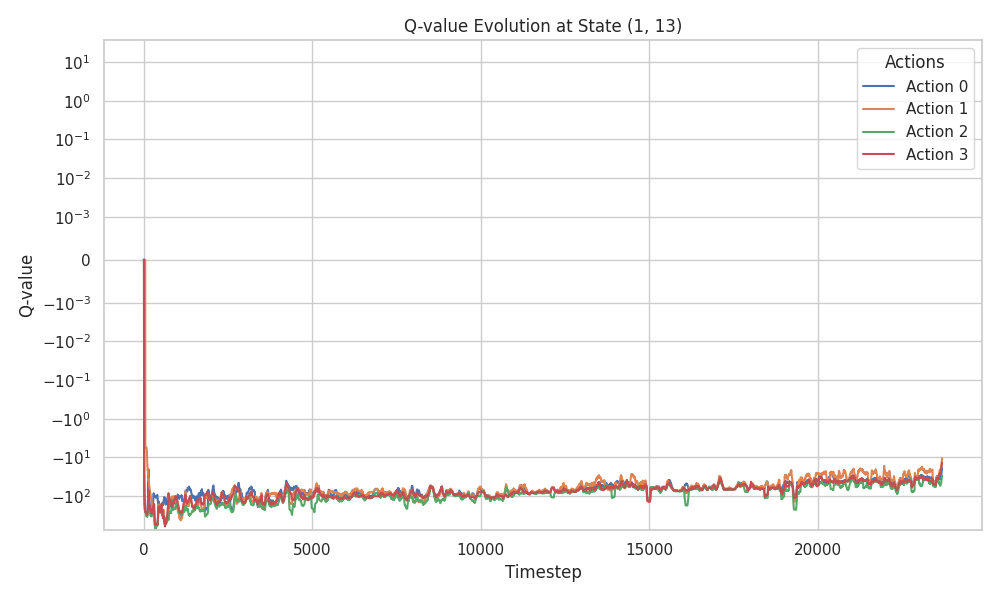 Q-value Evolution at State (1, 13)
Q-value
10¹
10⁰
10⁻¹
10⁻²
10⁻³
0
−10⁻³
−10⁻²
−10⁻¹
−10⁰
−10¹
−10²
Actions
Action 0
Action 1
Action 2
Action 3
0 5000 10000 15000 20000
Timestep